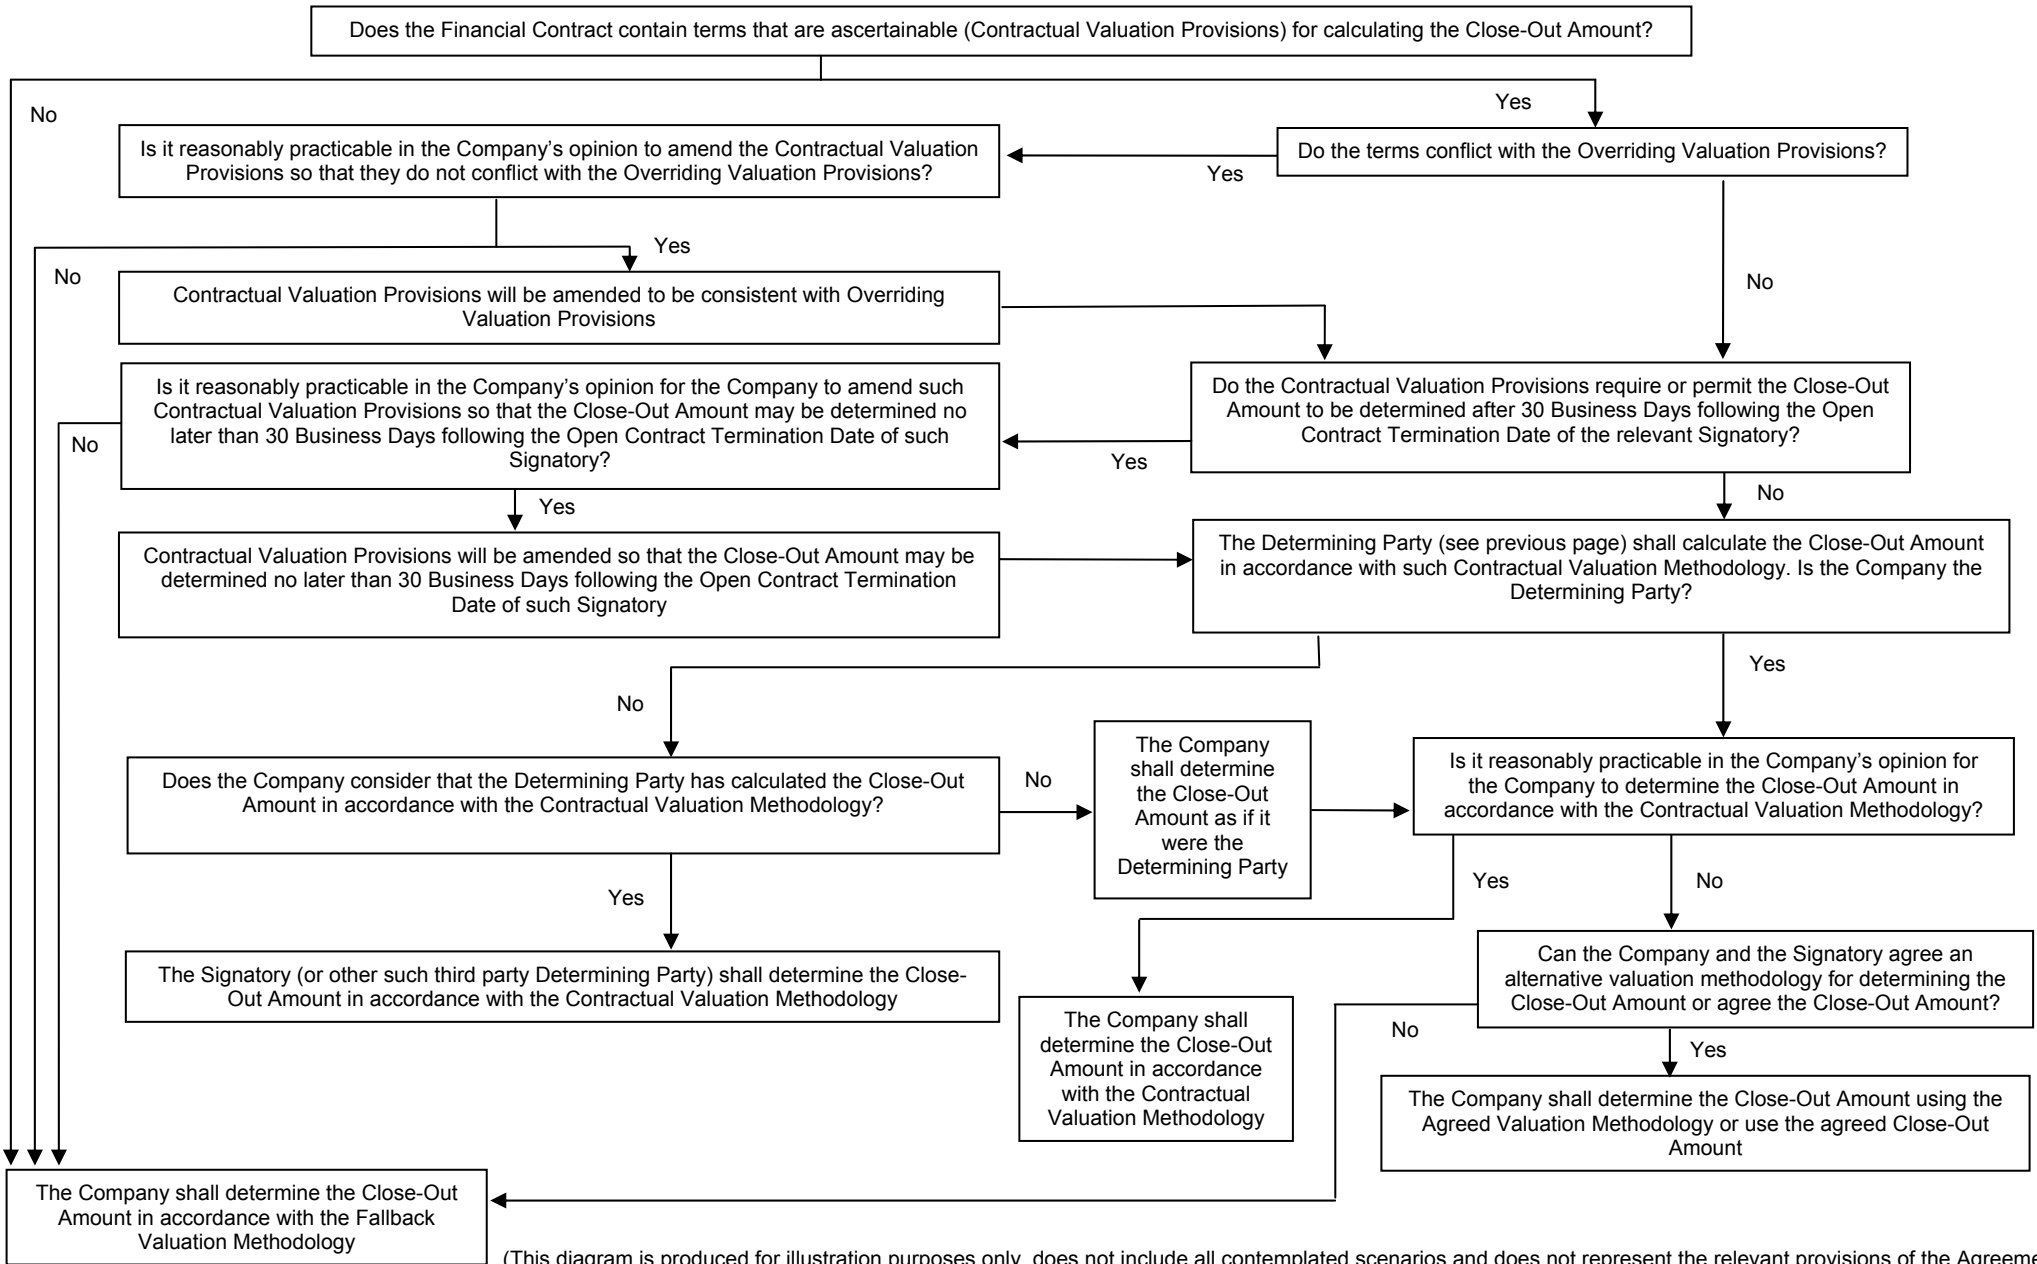 Does the Financial Contract contain terms that are ascertainable (Contractual Valuation Provisions) for calculating the Close-Out Amount?
No
Yes
Is it reasonably practicable in the Company’s opinion to amend the Contractual Valuation
Provisions so that they do not conflict with the Overriding Valuation Provisions?
Do the terms conflict with the Overriding Valuation Provisions?
Yes
Yes
No
No
Contractual Valuation Provisions will be amended to be consistent with Overriding
Valuation Provisions
Is it reasonably practicable in the Company’s opinion for the Company to amend such
Contractual Valuation Provisions so that the Close-Out Amount may be determined no
later than 30 Business Days following the Open Contract Termination Date of such
Signatory?
Do the Contractual Valuation Provisions require or permit the Close-Out
Amount to be determined after 30 Business Days following the Open
Contract Termination Date of the relevant Signatory?
No
Yes
Yes
No
Contractual Valuation Provisions will be amended so that the Close-Out Amount may be
determined no later than 30 Business Days following the Open Contract Termination
Date of such Signatory
The Determining Party (see previous page) shall calculate the Close-Out Amount
in accordance with such Contractual Valuation Methodology. Is the Company the
Determining Party?
Yes
No
Does the Company consider that the Determining Party has calculated the Close-Out
Amount in accordance with the Contractual Valuation Methodology?
No
The Company
shall determine
the Close-Out
Amount as if it
were the
Determining Party
Is it reasonably practicable in the Company’s opinion for
the Company to determine the Close-Out Amount in
accordance with the Contractual Valuation Methodology?
Yes
Yes
No
The Signatory (or other such third party Determining Party) shall determine the Close-
Out Amount in accordance with the Contractual Valuation Methodology
Can the Company and the Signatory agree an
alternative valuation methodology for determining the
Close-Out Amount or agree the Close-Out Amount?
The Company shall
determine the Close-Out
Amount in accordance
with the Contractual
Valuation Methodology
No
Yes
The Company shall determine the Close-Out Amount using the
Agreed Valuation Methodology or use the agreed Close-Out
Amount
The Company shall determine the Close-Out
Amount in accordance with the Fallback
Valuation Methodology
(This diagram is produced for illustration purposes only, does not include all contemplated scenarios and does not represent the relevant provisions of the